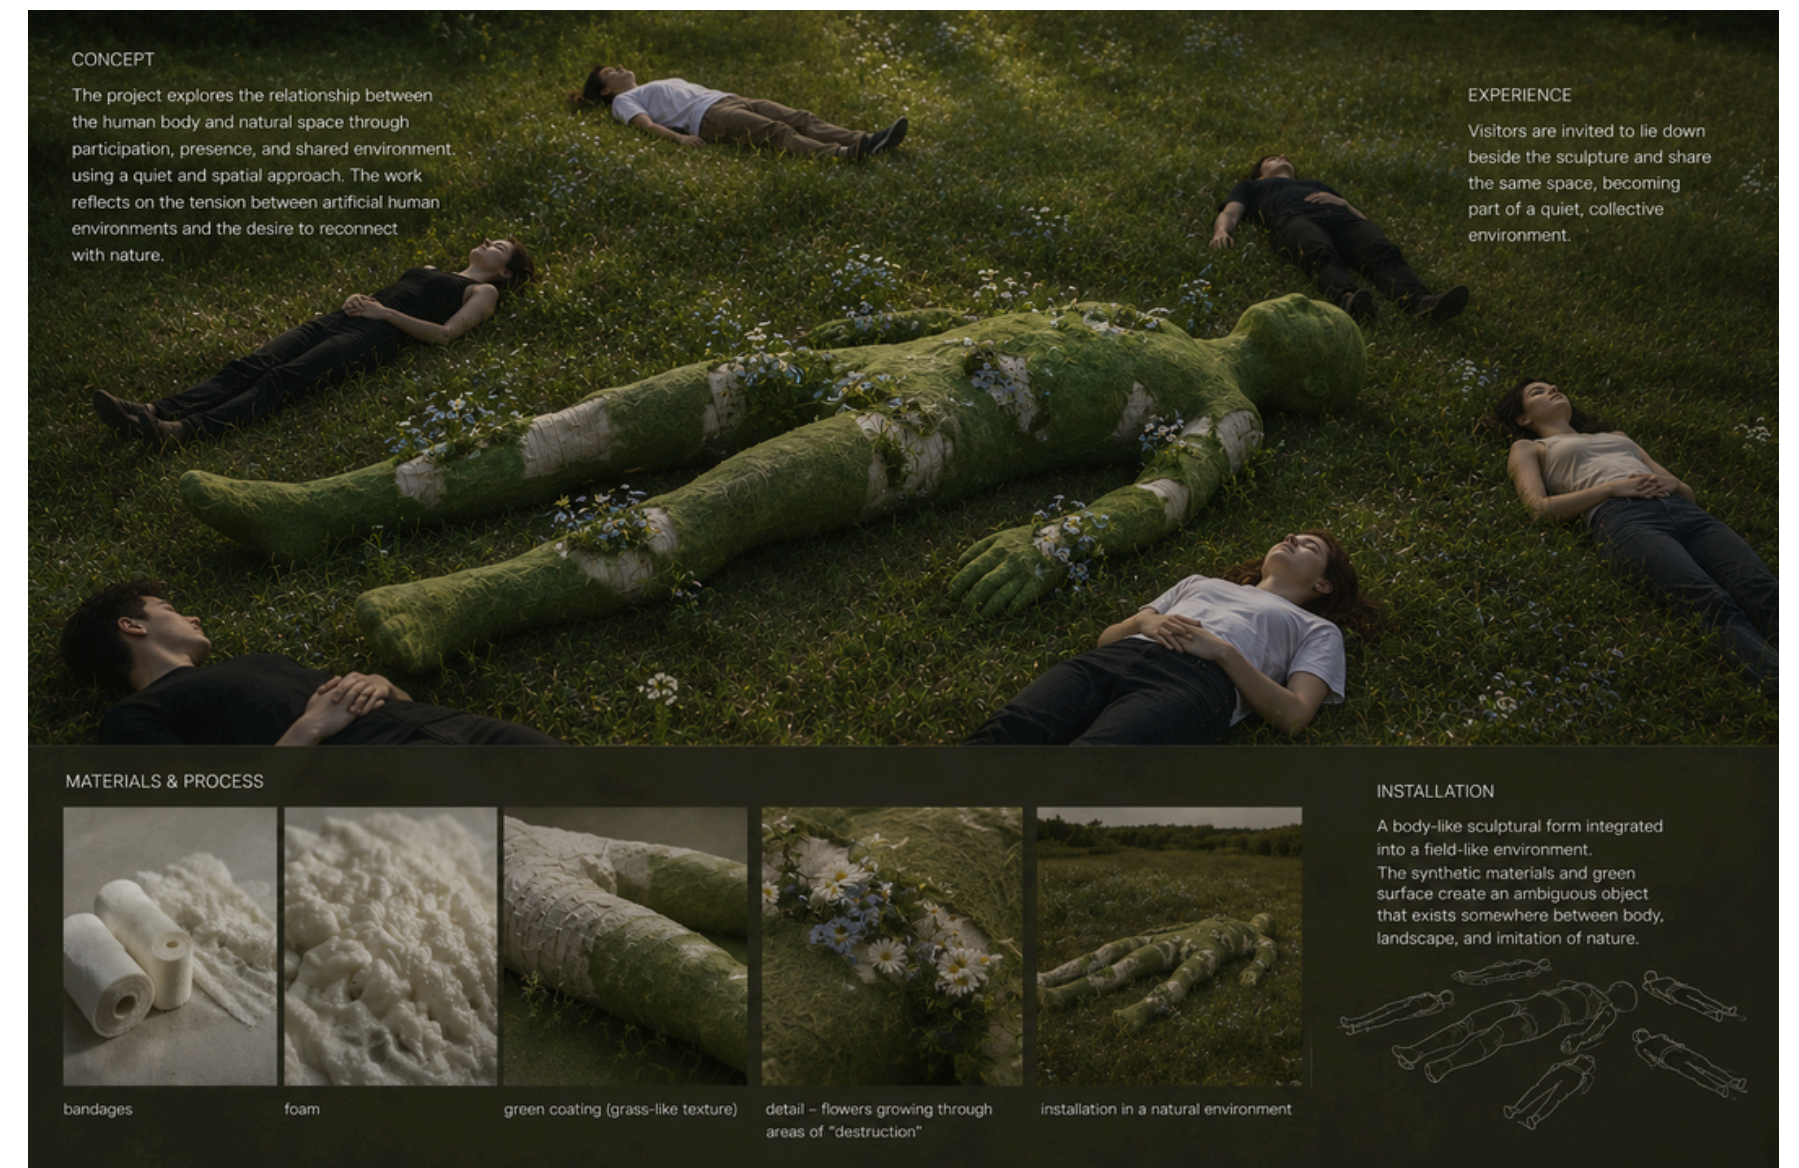 CONCEPT
The project explores the relationship between
the human body and natural space through
participation, presence, and shared environment.
using a quiet and spatial approach. The work
reflects on the tension between artificial human
environments and the desire to reconnect
with nature.
EXPERIENCE
Visitors are invited to lie down
beside the sculpture and share
the same space, becoming
part of a quiet, collective
environment.
MATERIALS & PROCESS
bandages
foam
green coating (grass-like texture)
detail – flowers growing through
areas of "destruction"
installation in a natural environment
INSTALLATION
A body-like sculptural form integrated
into a field-like environment.
The synthetic materials and green
surface create an ambiguous object
that exists somewhere between body,
landscape, and imitation of nature.